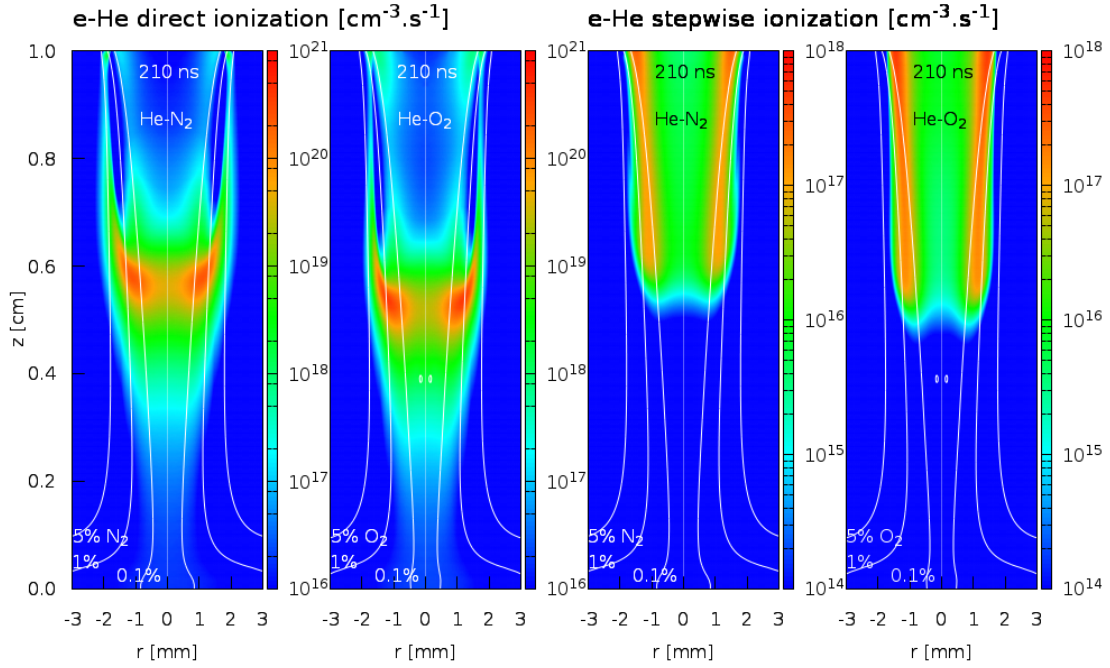 e-He direct ionization [cm⁻³.s⁻¹]
e-He stepwise ionization [cm⁻³.s⁻¹]
z [cm]
1.0
0.8
0.6
0.4
0.2
0.0
210 ns
He-N₂
5% N₂
1%
0.1%
-3 -2 -1 0 1 2 3
r [mm]
10²¹
10²⁰
10¹⁹
10¹⁸
10¹⁷
10¹⁶
210 ns
He-O₂
5% O₂
1%
0.1%
-3 -2 -1 0 1 2 3
r [mm]
10²¹
10²⁰
10¹⁹
10¹⁸
10¹⁷
10¹⁶
210 ns
He-N₂
5% N₂
1%
0.1%
-3 -2 -1 0 1 2 3
r [mm]
10¹⁸
10¹⁷
10¹⁶
10¹⁵
10¹⁴
210 ns
He-O₂
5% O₂
1%
0.1%
-3 -2 -1 0 1 2 3
r [mm]
10¹⁸
10¹⁷
10¹⁶
10¹⁵
10¹⁴